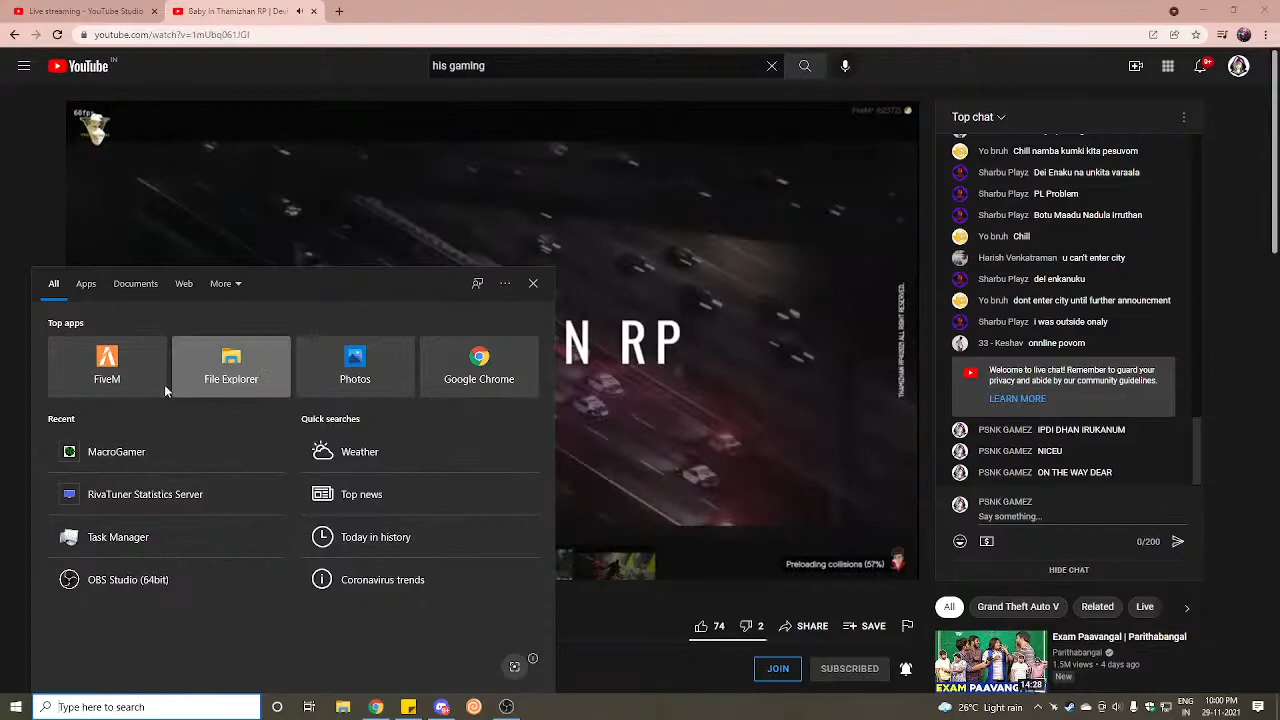 Live streaming - YouTube Studio
Baby in Thamizhan RP | Devi
youtube.com/watch?v=1mUbq061JGI
YouTube IN
his gaming
9+
60fps
Top chat
Yo bruh Chill namba kumki kita pesuvom
Sharbu Playz Dei Enaku na unkita varaala
Sharbu Playz PL Problem
Sharbu Playz Botu Maadu Nadula Irruthan
Yo bruh Chill
Harish Venkatraman u can't enter city
Sharbu Playz dei enkanuku
Yo bruh dont enter city until further announcment
Sharbu Playz i was outside onaly
33 - Keshav onnline povom
Welcome to live chat! Remember to guard your
privacy and abide by our community guidelines.
LEARN MORE
PSNK GAMEZ IPDI DHAN IRUKANUM
PSNK GAMEZ NICEU
PSNK GAMEZ ON THE WAY DEAR
PSNK GAMEZ
Say something...
0/200
HIDE CHAT
N RP
Preloading collisions (57%)
All Apps Documents Web More
Top apps
FiveM File Explorer Photos Google Chrome
Recent
MacroGamer
RivaTuner Statistics Server
Task Manager
OBS Studio (64bit)
Quick searches
Weather
Top news
Today in history
Coronavirus trends
74 2 SHARE SAVE
JOIN SUBSCRIBED
All Grand Theft Auto V Related Live
Exam Paavangal | Parithabangal
Parithabangal
1.5M views • 4 days ago
New
14:28
Type here to search
25°C Light rain
ENG
IN
10:00 PM
29-11-2021